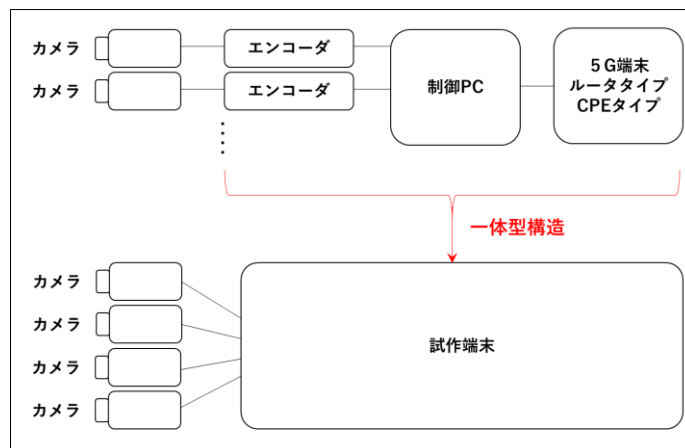 カメラ
エンコーダ
カメラ
エンコーダ
制御PC
5G端末
ルータタイプ
CPEタイプ
一体型構造
カメラ
カメラ
カメラ
カメラ
試作端末